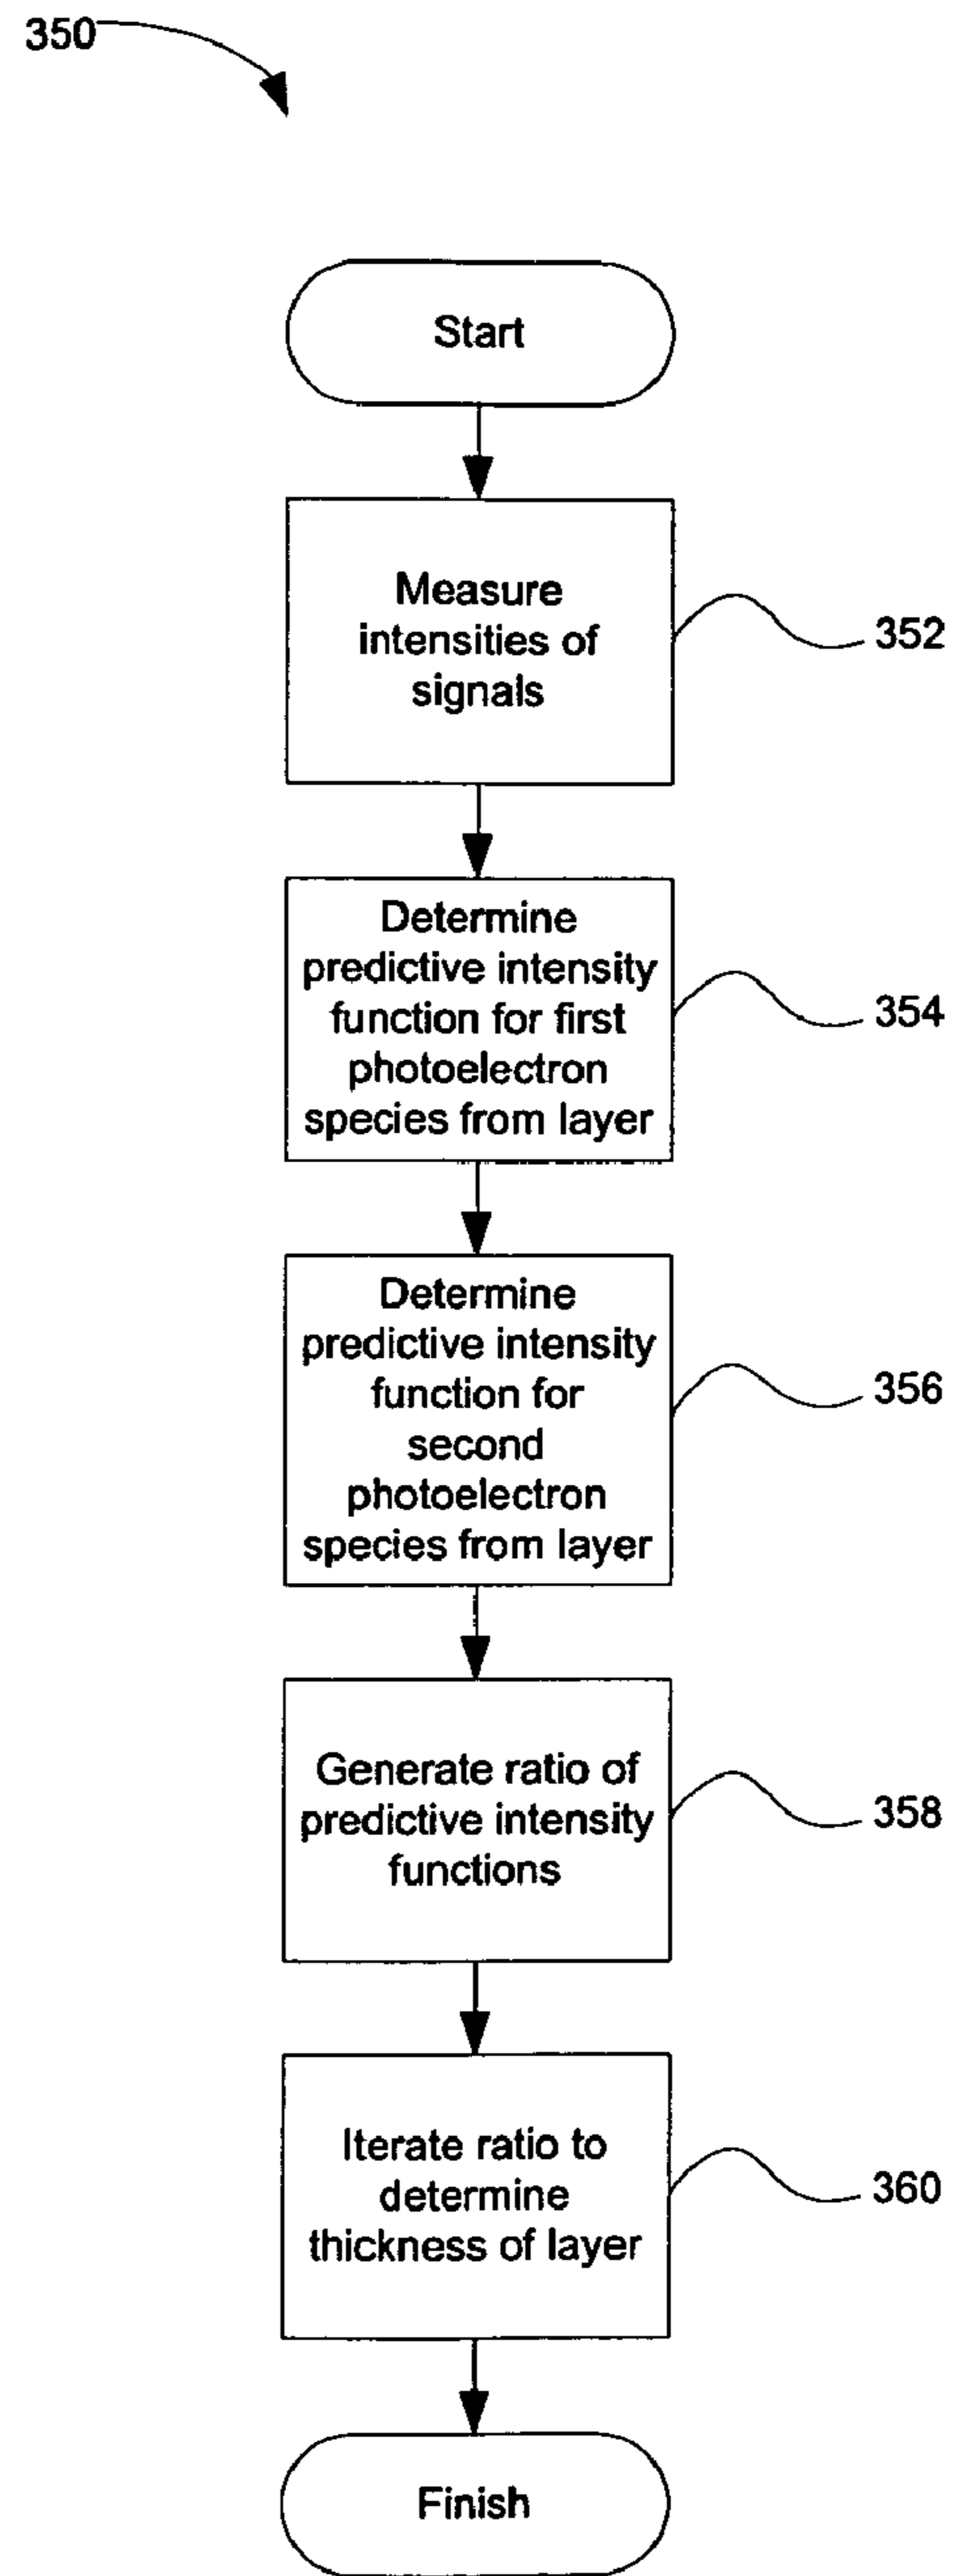 350
Start
Measure
intensities of
signals
352
Determine
predictive intensity
function for first
photoelectron
species from layer
354
Determine
predictive intensity
function for
second
photoelectron
species from layer
356
Generate ratio of
predictive intensity
functions
358
Iterate ratio to
determine
thickness of layer
360
Finish